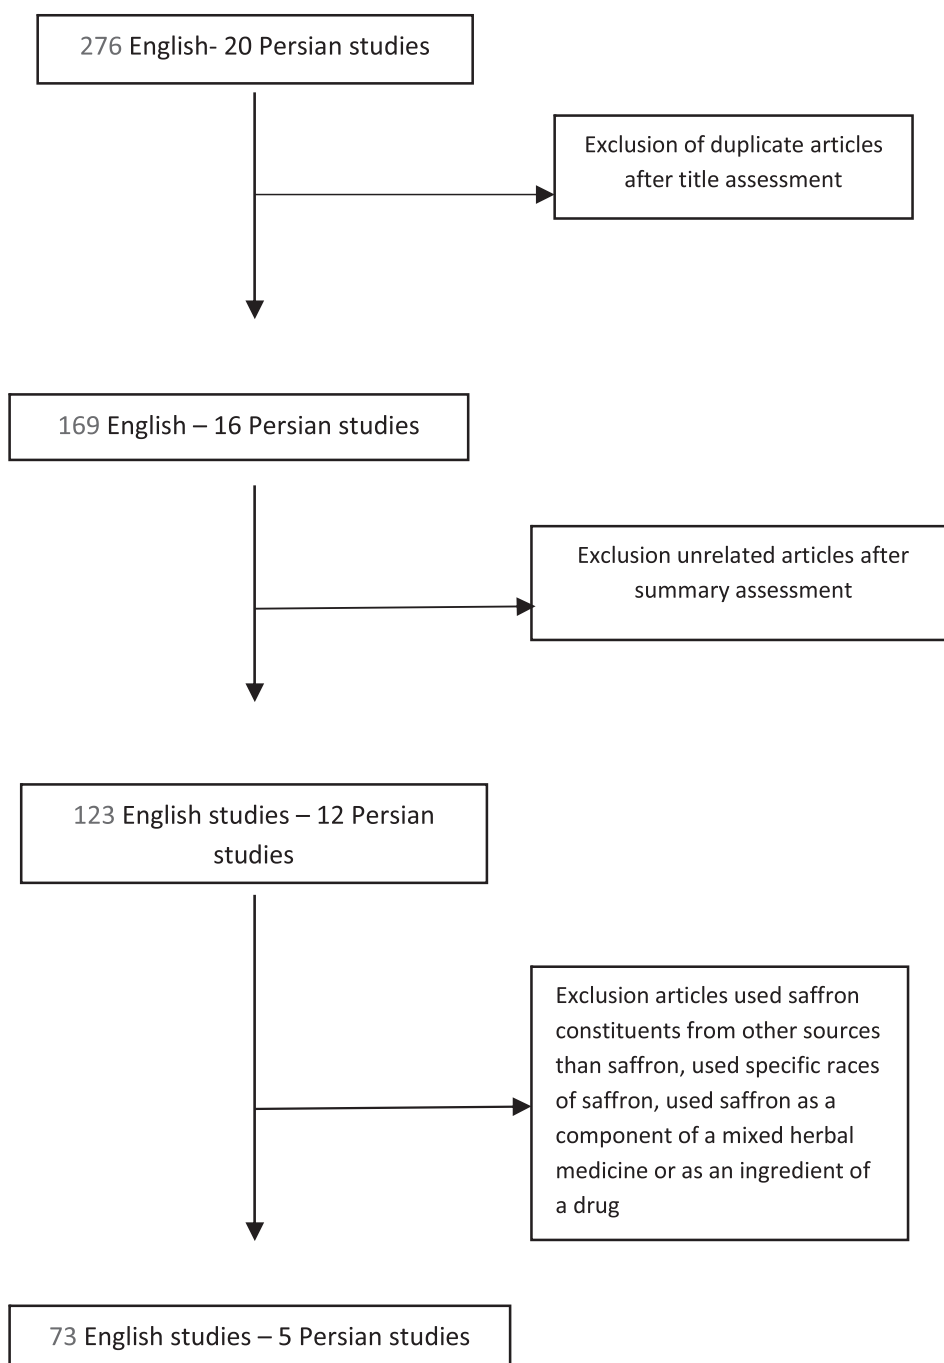 276 English- 20 Persian studies
Exclusion of duplicate articles
after title assessment
169 English – 16 Persian studies
Exclusion unrelated articles after
summary assessment
123 English studies – 12 Persian
studies
Exclusion articles used saffron
constituents from other sources
than saffron, used specific races
of saffron, used saffron as a
component of a mixed herbal
medicine or as an ingredient of
a drug
73 English studies – 5 Persian studies